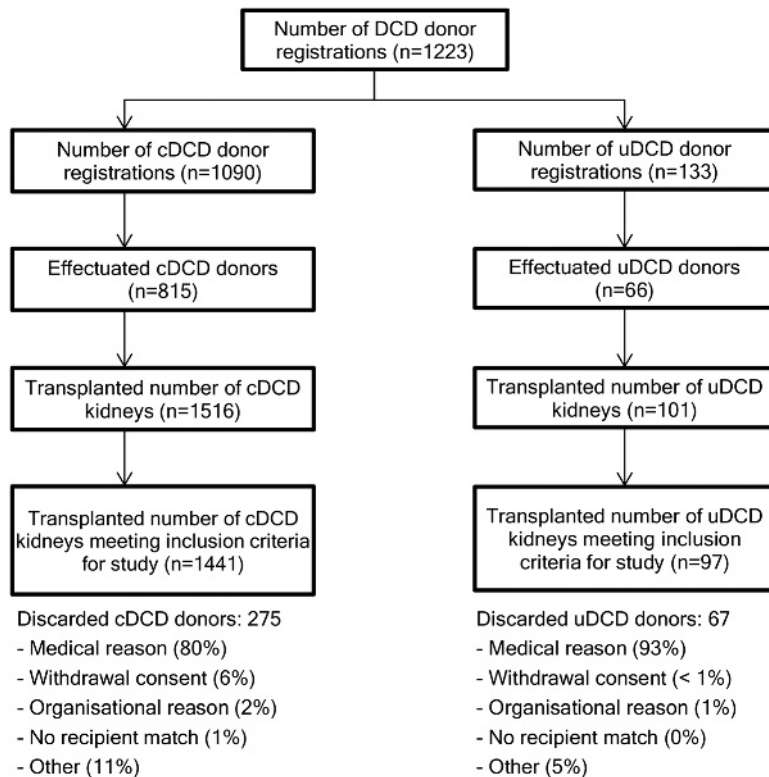 Number of DCD donor
registrations (n=1223)
Number of cDCD donor
registrations (n=1090)
Number of uDCD donor
registrations (n=133)
Effectuated cDCD donors
(n=815)
Effectuated uDCD donors
(n=66)
Transplanted number of cDCD
kidneys (n=1516)
Transplanted number of uDCD
kidneys (n=101)
Transplanted number of cDCD
kidneys meeting inclusion criteria
for study (n=1441)
Transplanted number of uDCD
kidneys meeting inclusion
criteria for study (n=97)
Discarded cDCD donors: 275
- Medical reason (80%)
- Withdrawal consent (6%)
- Organisational reason (2%)
- No recipient match (1%)
- Other (11%)
Discarded uDCD donors: 67
- Medical reason (93%)
- Withdrawal consent (< 1%)
- Organisational reason (1%)
- No recipient match (0%)
- Other (5%)